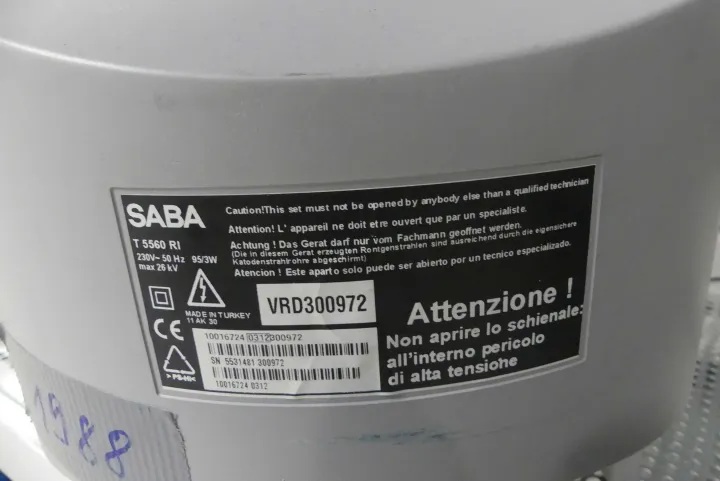 SABA
T 5560 RI
230V~ 50 Hz 95/3W
max 26 kV
Caution!This set must not be opened by anybody else than a qualified technician
Attention! L' appareil ne doit etre ouvert que par un specialiste.
Achtung ! Das Gerat darf nur vom Fachmann geoffnet werden.
(Die in diesem Gerat erzeugten Rontgenstrahlen sind ausreichend durch die eigensichere
Katodenstrahlrohre abgeschirmt)
Atencion ! Este aparto solo puede ser abierto por un tecnico especializado.
MADE IN TURKEY
11 AK 30
CE
VRD300972
10016724 0312 300972
SN 5531481 300972
10016724 0312
Attenzione !
Non aprire lo schienale:
all'interno pericolo
di alta tensione
1988